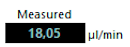 Measured
18,05 µl/min